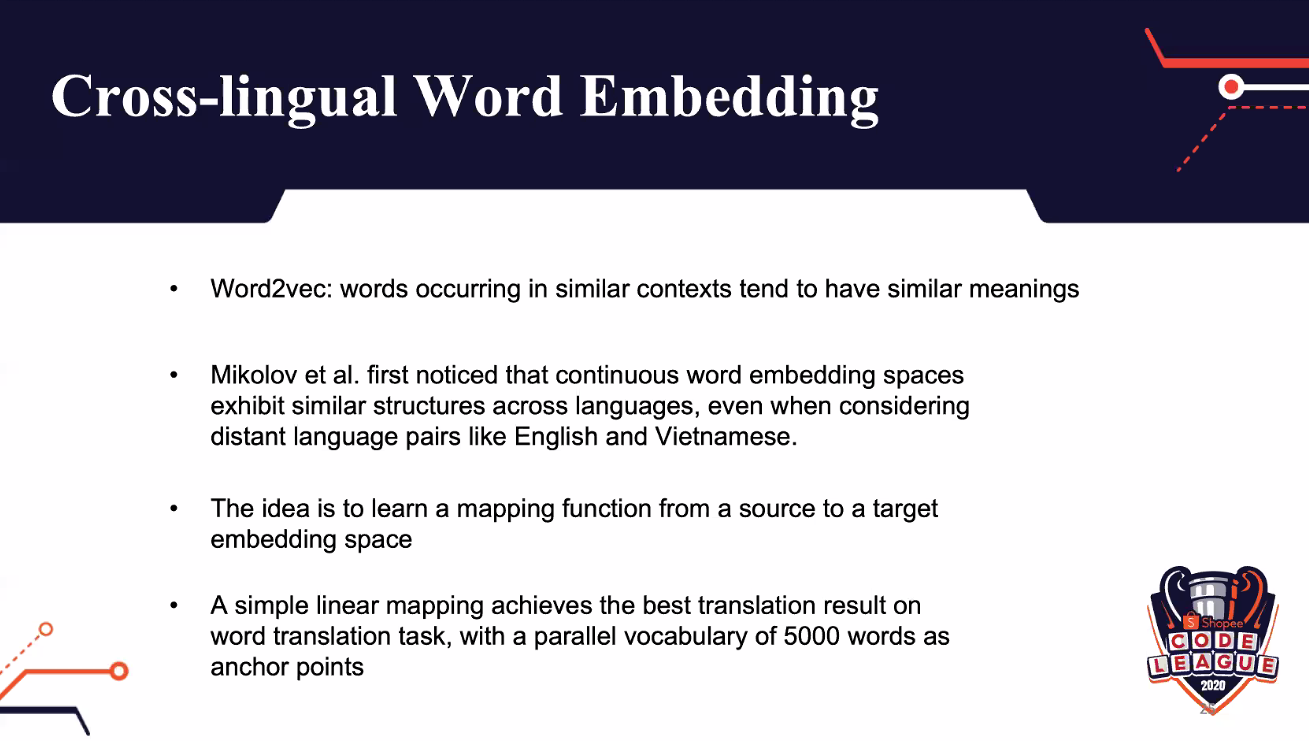 Cross-lingual Word Embedding
• Word2vec: words occurring in similar contexts tend to have similar meanings
• Mikolov et al. first noticed that continuous word embedding spaces
exhibit similar structures across languages, even when considering
distant language pairs like English and Vietnamese.
• The idea is to learn a mapping function from a source to a target
embedding space
• A simple linear mapping achieves the best translation result on
word translation task, with a parallel vocabulary of 5000 words as
anchor points
Shopee
CODE
LEAGUE
2020